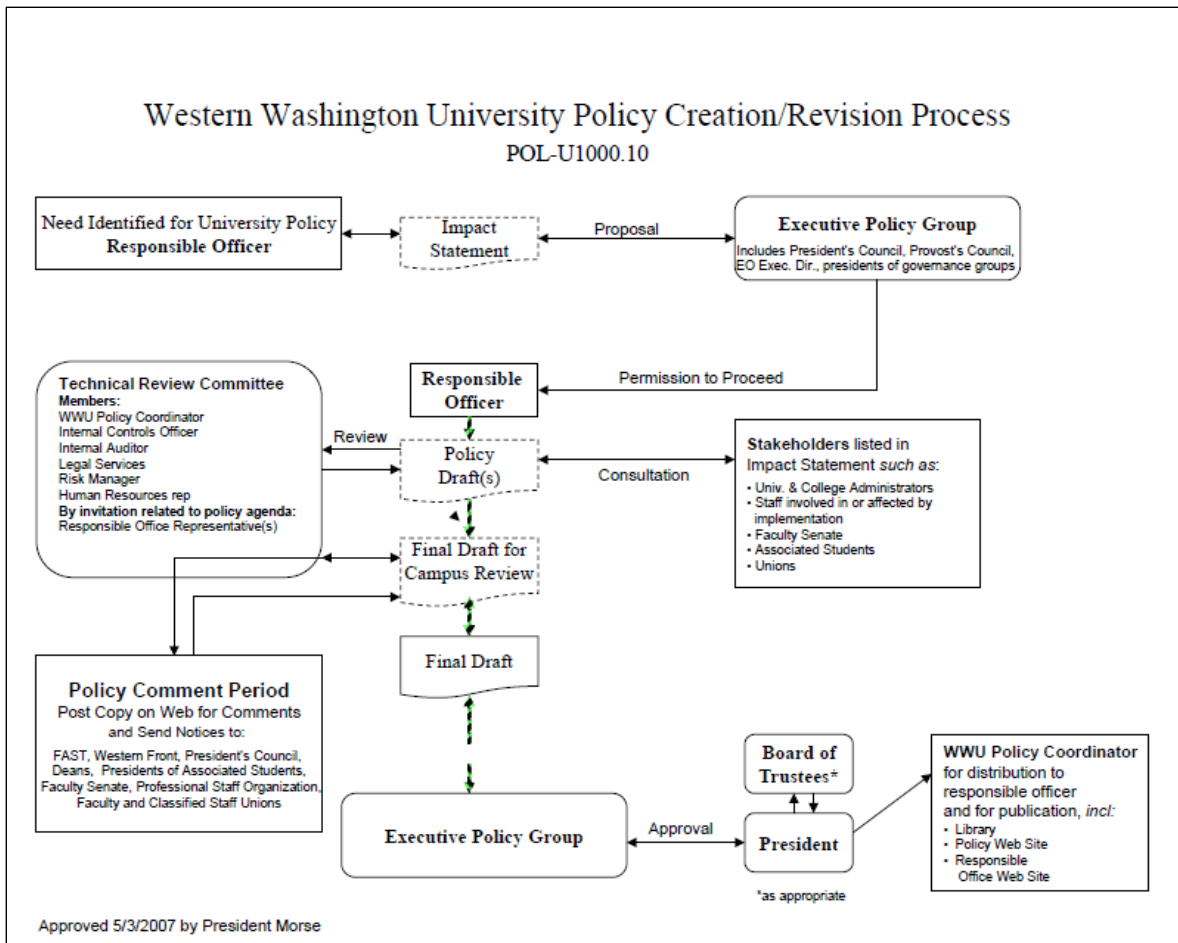 Western Washington University Policy Creation/Revision Process
POL-U1000.10
Need Identified for University Policy
Responsible Officer
Impact
Statement
Proposal
Executive Policy Group
Includes President's Council, Provost's Council,
EO Exec. Dir., presidents of governance groups
Permission to Proceed
Responsible
Officer
Technical Review Committee
Members:
WWU Policy Coordinator
Internal Controls Officer
Internal Auditor
Legal Services
Risk Manager
Human Resources rep
By invitation related to policy agenda:
Responsible Office Representative(s)
Review
Policy
Draft(s)
Consultation
Stakeholders listed in
Impact Statement such as:
• Univ. & College Administrators
• Staff involved in or affected by
implementation
• Faculty Senate
• Associated Students
• Unions
Final Draft for
Campus Review
Final Draft
Policy Comment Period
Post Copy on Web for Comments
and Send Notices to:
FAST, Western Front, President's Council,
Deans, Presidents of Associated Students,
Faculty Senate, Professional Staff Organization,
Faculty and Classified Staff Unions
Executive Policy Group
Approval
Board of
Trustees*
President
*as appropriate
WWU Policy Coordinator
for distribution to
responsible officer
and for publication, incl:
• Library
• Policy Web Site
• Responsible
Office Web Site
Approved 5/3/2007 by President Morse